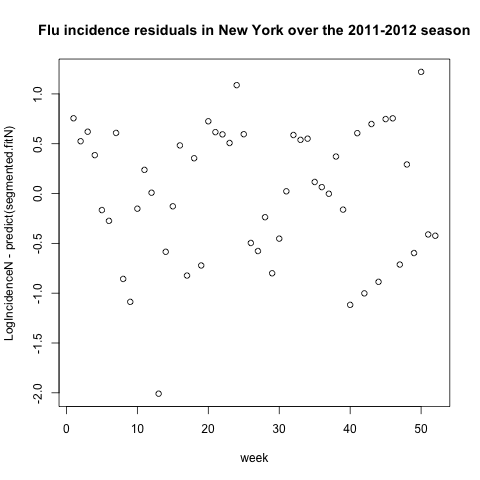 Flu incidence residuals in New York over the 2011-2012 season
LogIncidenceN - predict(segmented.fitN)
1.0
0.5
0.0
-0.5
-1.0
-1.5
-2.0
0 10 20 30 40 50
week